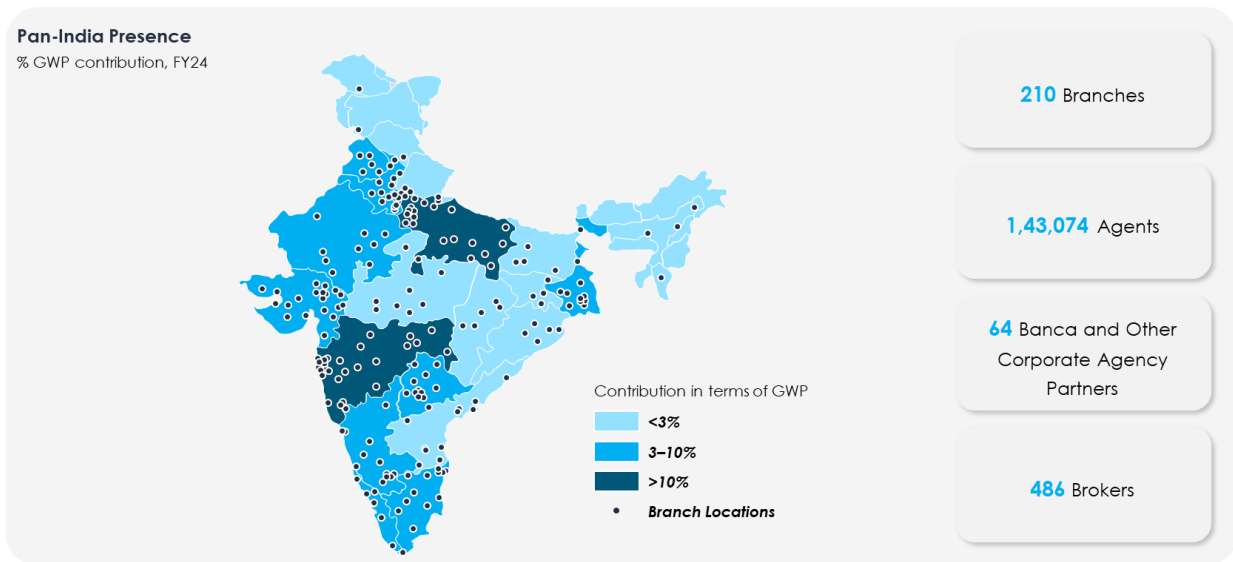 Pan-India Presence
% GWP contribution, FY24
210 Branches
1,43,074 Agents
64 Banca and Other
Corporate Agency
Partners
486 Brokers
Contribution in terms of GWP
<3%
3–10%
>10%
Branch Locations